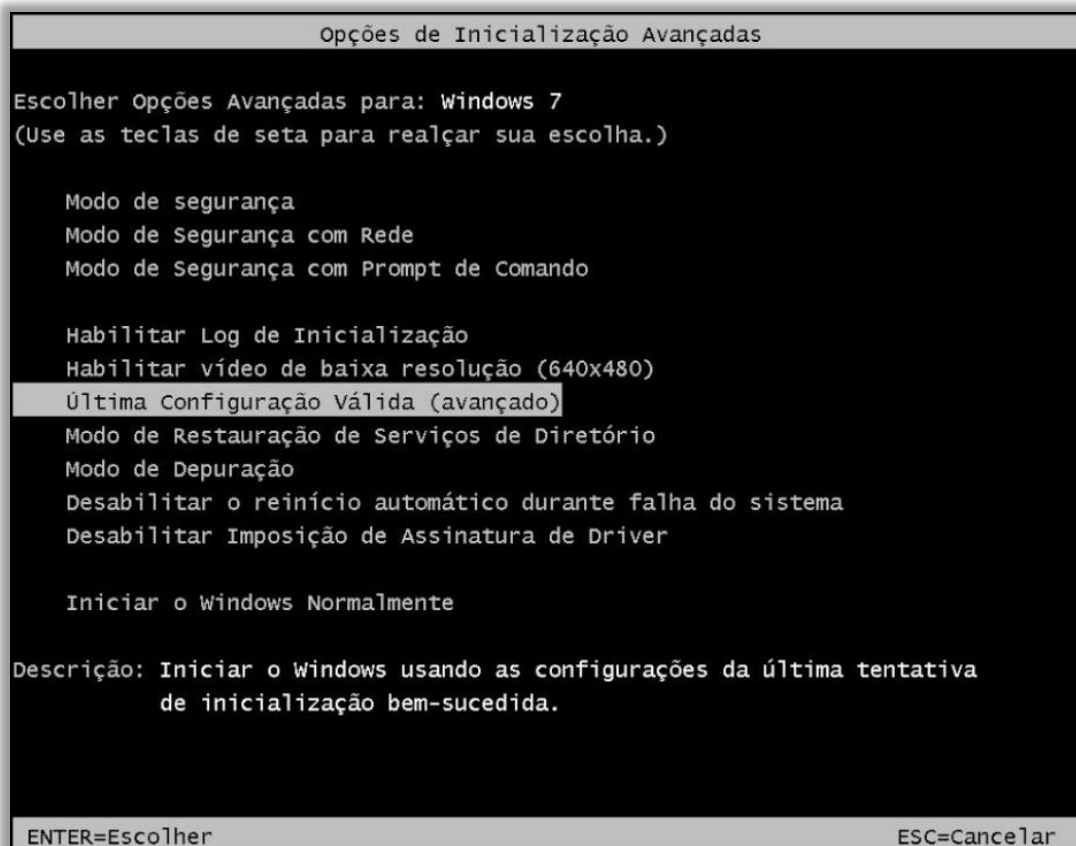 Opções de Inicialização Avançadas
Escolher Opções Avançadas para: Windows 7
(Use as teclas de seta para realçar sua escolha.)
Modo de segurança
Modo de Segurança com Rede
Modo de Segurança com Prompt de Comando
Habilitar Log de Inicialização
Habilitar vídeo de baixa resolução (640x480)
Última Configuração Válida (avançado)
Modo de Restauração de Serviços de Diretório
Modo de Depuração
Desabilitar o reinício automático durante falha do sistema
Desabilitar Imposição de Assinatura de Driver
Iniciar o Windows Normalmente
Descrição: Iniciar o Windows usando as configurações da última tentativa
de inicialização bem-sucedida.
ENTER=Escolher ESC=Cancelar